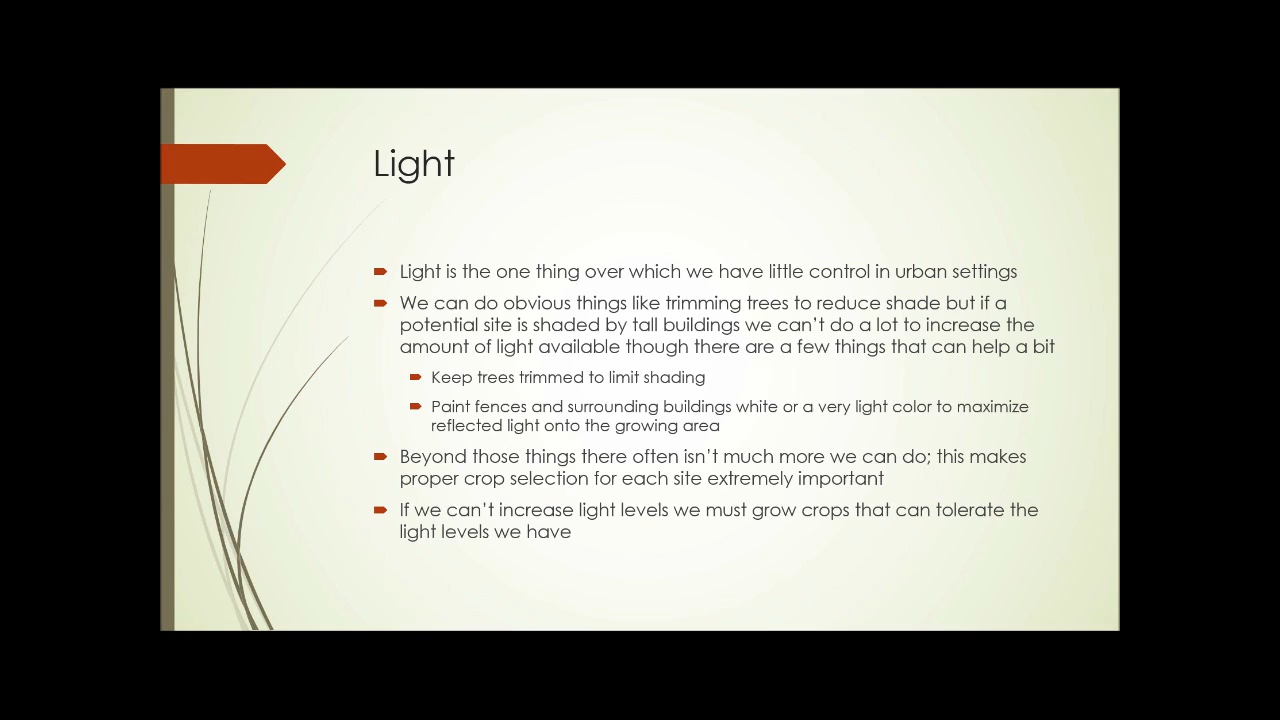 Light
Light is the one thing over which we have little control in urban settings
We can do obvious things like trimming trees to reduce shade but if a
potential site is shaded by tall buildings we can’t do a lot to increase the
amount of light available though there are a few things that can help a bit
Keep trees trimmed to limit shading
Paint fences and surrounding buildings white or a very light color to maximize
reflected light onto the growing area
Beyond those things there often isn’t much more we can do; this makes
proper crop selection for each site extremely important
If we can’t increase light levels we must grow crops that can tolerate the
light levels we have